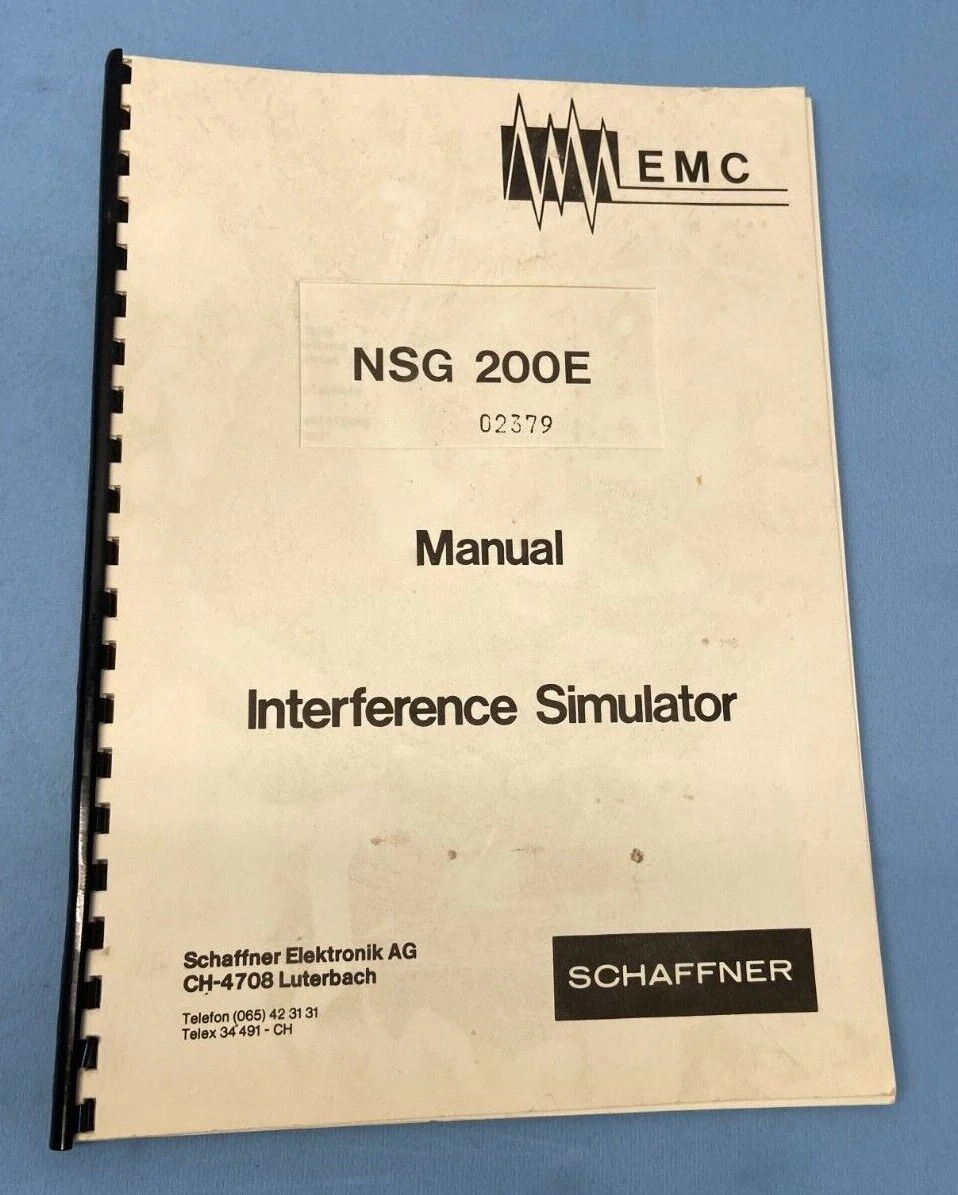 EMC
NSG 200E
02379
Manual
Interference Simulator
Schaffner Elektronik AG
CH-4708 Luterbach
Telefon (065) 42 31 31
Telex 34 491 - CH
SCHAFFNER